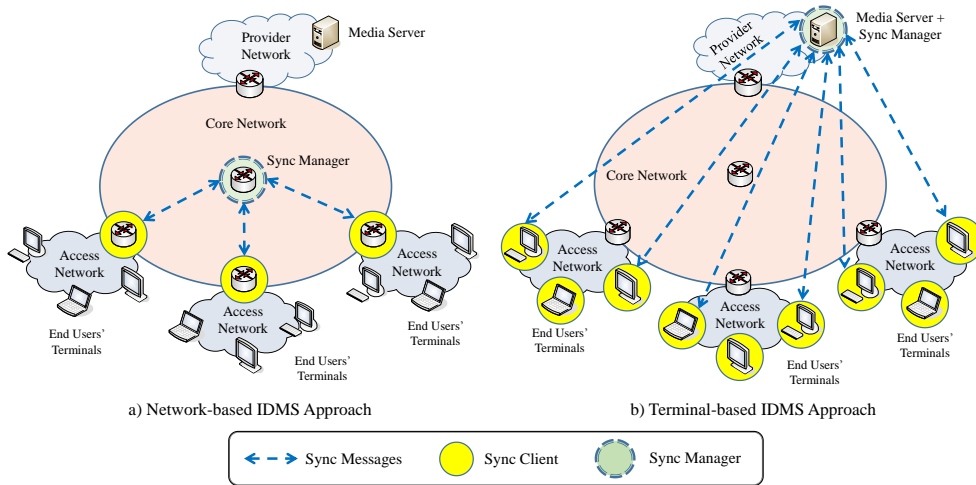 Provider
Network
Media Server
Core Network
Sync Manager
Access
Network
Access
Network
Access
Network
End Users’
Terminals
End Users’
Terminals
End Users’
Terminals
a) Network-based IDMS Approach
Provider
Network
Media Server +
Sync Manager
Core Network
Access
Network
Access
Network
Access
Network
End Users’
Terminals
End Users’
Terminals
End Users’
Terminals
b) Terminal-based IDMS Approach
Sync Messages
Sync Client
Sync Manager